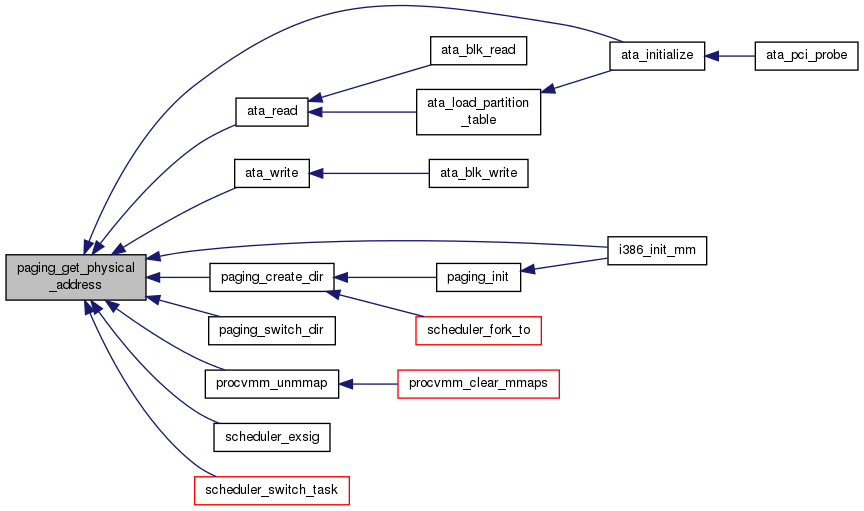 ata_blk_read
ata_initialize
ata_pci_probe
ata_read
ata_load_partition
_table
ata_write
ata_blk_write
paging_get_physical
_address
i386_init_mm
paging_create_dir
paging_init
paging_switch_dir
scheduler_fork_to
procvmm_unmmap
procvmm_clear_mmaps
scheduler_exsig
scheduler_switch_task